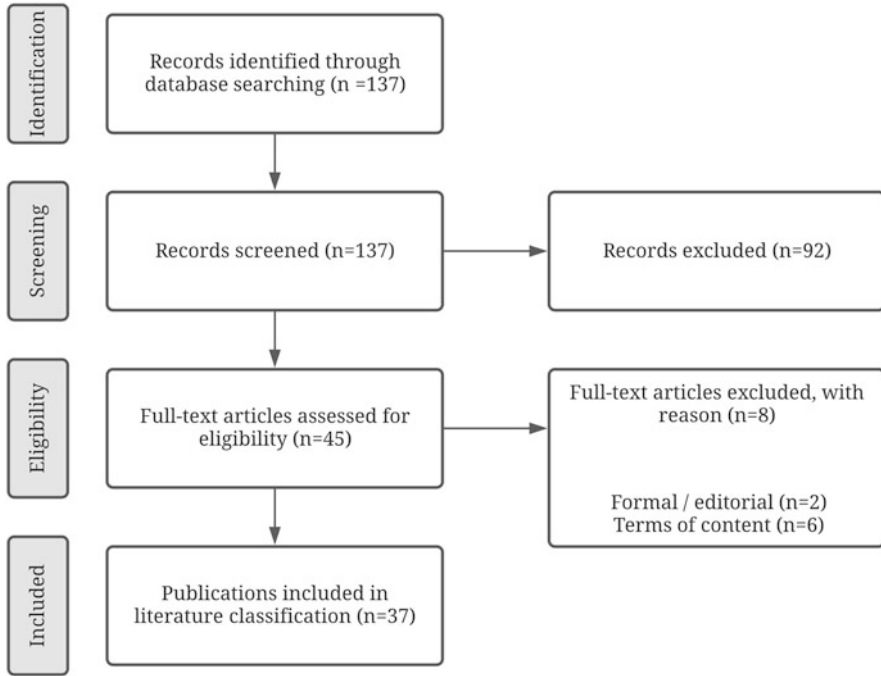 Identification
Records identified through
database searching (n =137)
Screening
Records screened (n=137)
Records excluded (n=92)
Eligibility
Full-text articles assessed for
eligibility (n=45)
Full-text articles excluded, with
reason (n=8)
Formal / editorial (n=2)
Terms of content (n=6)
Included
Publications included in
literature classification (n=37)